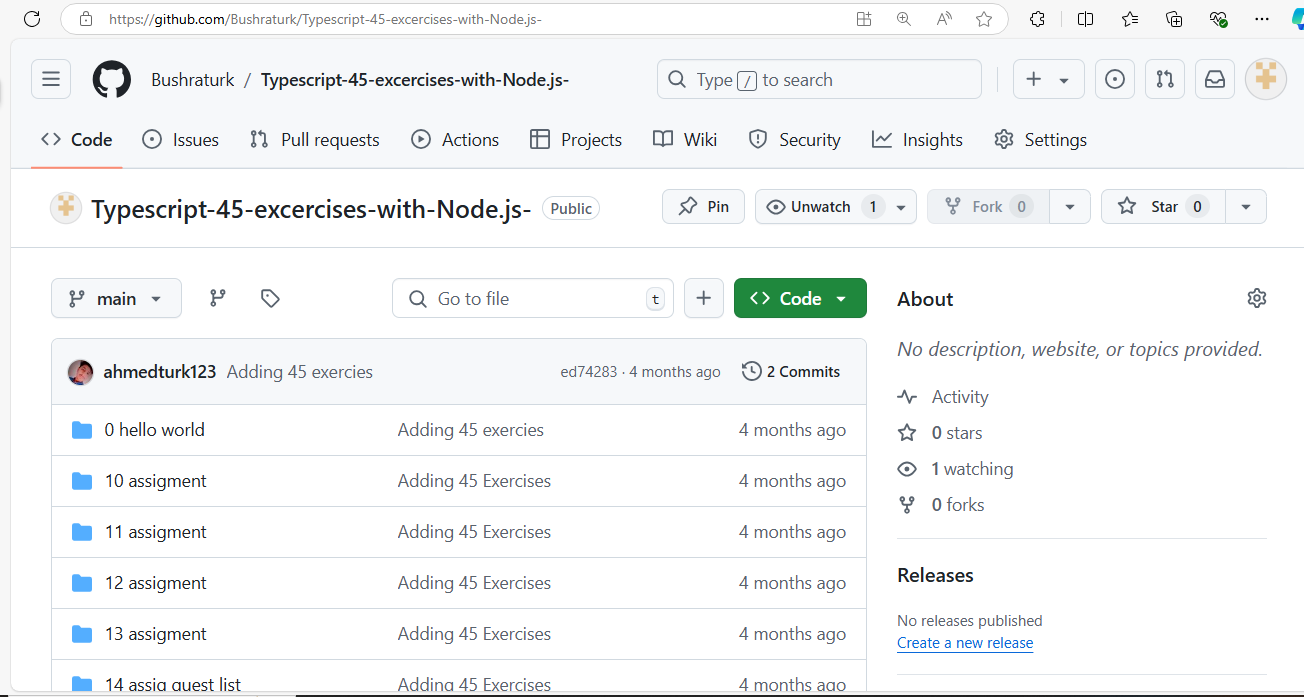 https://github.com/Bushraturk/Typescript-45-excercises-with-Node.js-
Bushraturk / Typescript-45-excercises-with-Node.js-
Type / to search
Code Issues Pull requests Actions Projects Wiki Security Insights Settings
Typescript-45-excercises-with-Node.js- Public
Pin Unwatch 1 Fork 0 Star 0
main Go to file t Code
ahmedturk123 Adding 45 exercies ed74283 · 4 months ago 2 Commits
0 hello world Adding 45 exercies 4 months ago
10 assigment Adding 45 Exercises 4 months ago
11 assigment Adding 45 Exercises 4 months ago
12 assigment Adding 45 Exercises 4 months ago
13 assigment Adding 45 Exercises 4 months ago
14 assig guest list Adding 45 Exercises 4 months ago
About
No description, website, or topics provided.
Activity
0 stars
1 watching
0 forks
Releases
No releases published
Create a new release